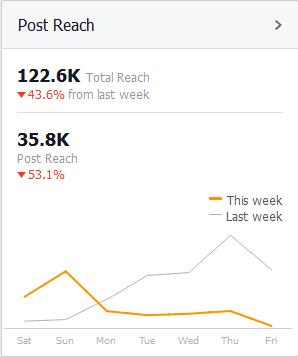 Post Reach
122.6K Total Reach
43.6% from last week
35.8K
Post Reach
53.1%
This week
Last week
Sat Sun Mon Tue Wed Thu Fri